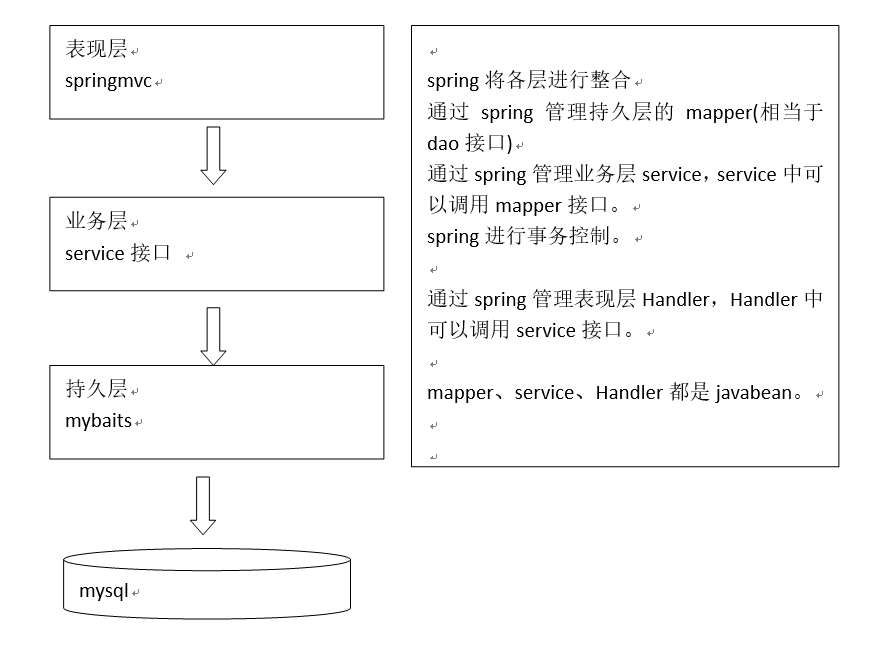 表现层
springmvc
业务层
service 接口
持久层
mybaits
mysql
spring 将各层进行整合
通过 spring 管理持久层的 mapper(相当于
dao 接口)
通过 spring 管理业务层 service，service 中可
以调用 mapper 接口。
spring 进行事务控制。
通过 spring 管理表现层 Handler，Handler 中
可以调用 service 接口。
mapper、service、Handler 都是 javabean。